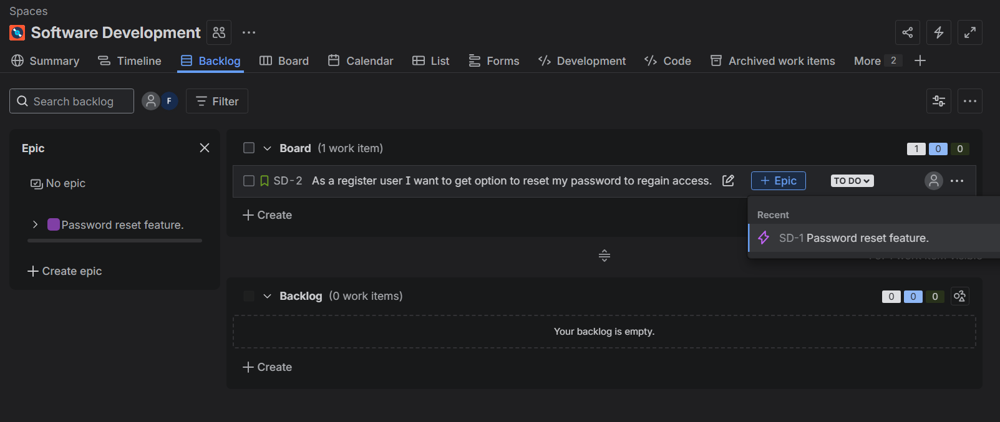 Spaces
Software Development
Summary Timeline Backlog Board Calendar List Forms Development Code Archived work items More 2
Search backlog F Filter
Epic
No epic
Password reset feature.
Create epic
Board (1 work item) 1 0 0
SD-2 As a register user I want to get option to reset my password to regain access. + Epic TO DO
+ Create
Recent
SD-1 Password reset feature.
Backlog (0 work items) 0 0 0
Your backlog is empty.
+ Create